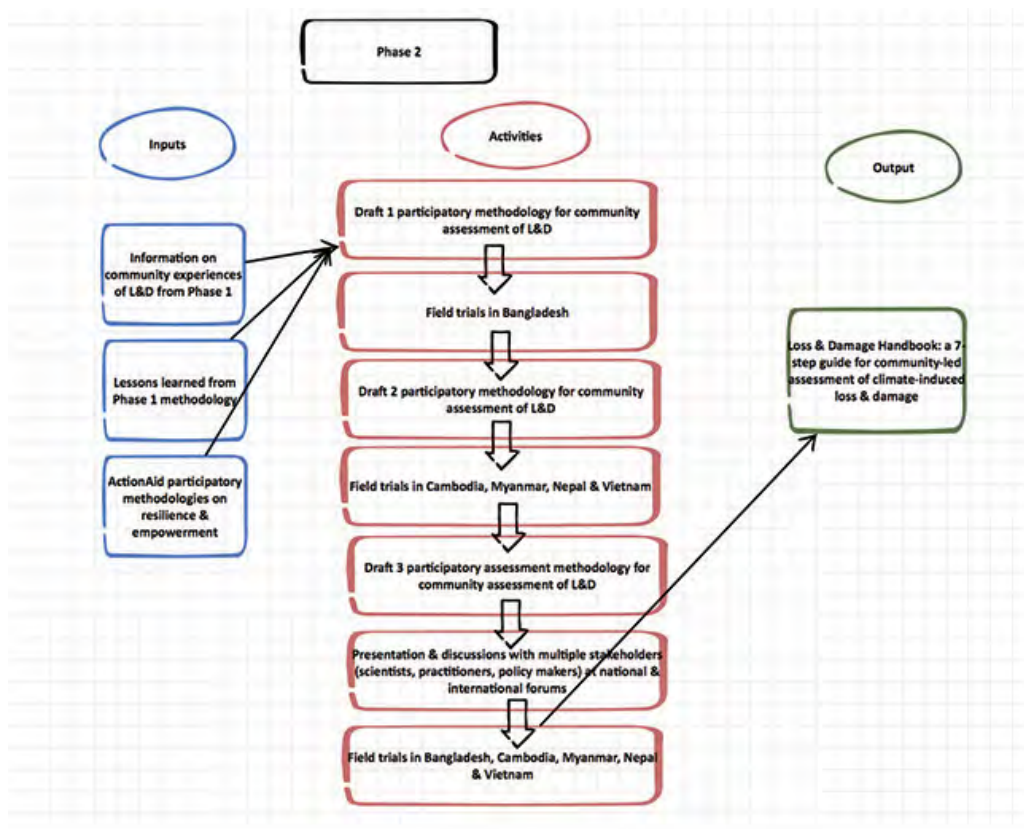 Phase 2
Inputs
Activities
Output
Information on
community experiences
of L&D from Phase 1
Lessons learned from
Phase 1 methodology
ActionAid participatory
methodologies on
resilience &
empowerment
Draft 1 participatory methodology for community
assessment of L&D
Field trials in Bangladesh
Draft 2 participatory methodology for community
assessment of L&D
Field trials in Cambodia, Myanmar, Nepal & Vietnam
Draft 3 participatory assessment methodology for
community assessment of L&D
Presentation & discussions with multiple stakeholders
(scientists, practitioners, policy makers) at national &
international forums
Field trials in Bangladesh, Cambodia, Myanmar, Nepal
& Vietnam
Loss & Damage Handbook: a 7-
step guide for community-led
assessment of climate-induced
loss & damage